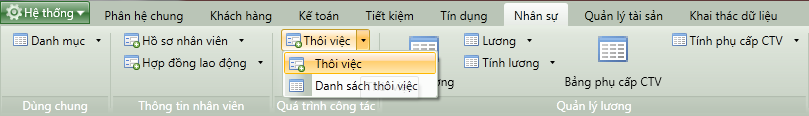 Hệ thống
Phân hệ chung
Khách hàng
Kế toán
Tiết kiệm
Tín dụng
Nhân sự
Quản lý tài sản
Khai thác dữ liệu
Danh mục
Hồ sơ nhân viên
Thôi việc
Lương
Tính phụ cấp CTV
Hợp đồng lao động
Thôi việc
Tính lương
Danh sách thôi việc
Bảng phụ cấp CTV
Dùng chung
Thông tin nhân viên
Quá trình công tác
Quản lý lương